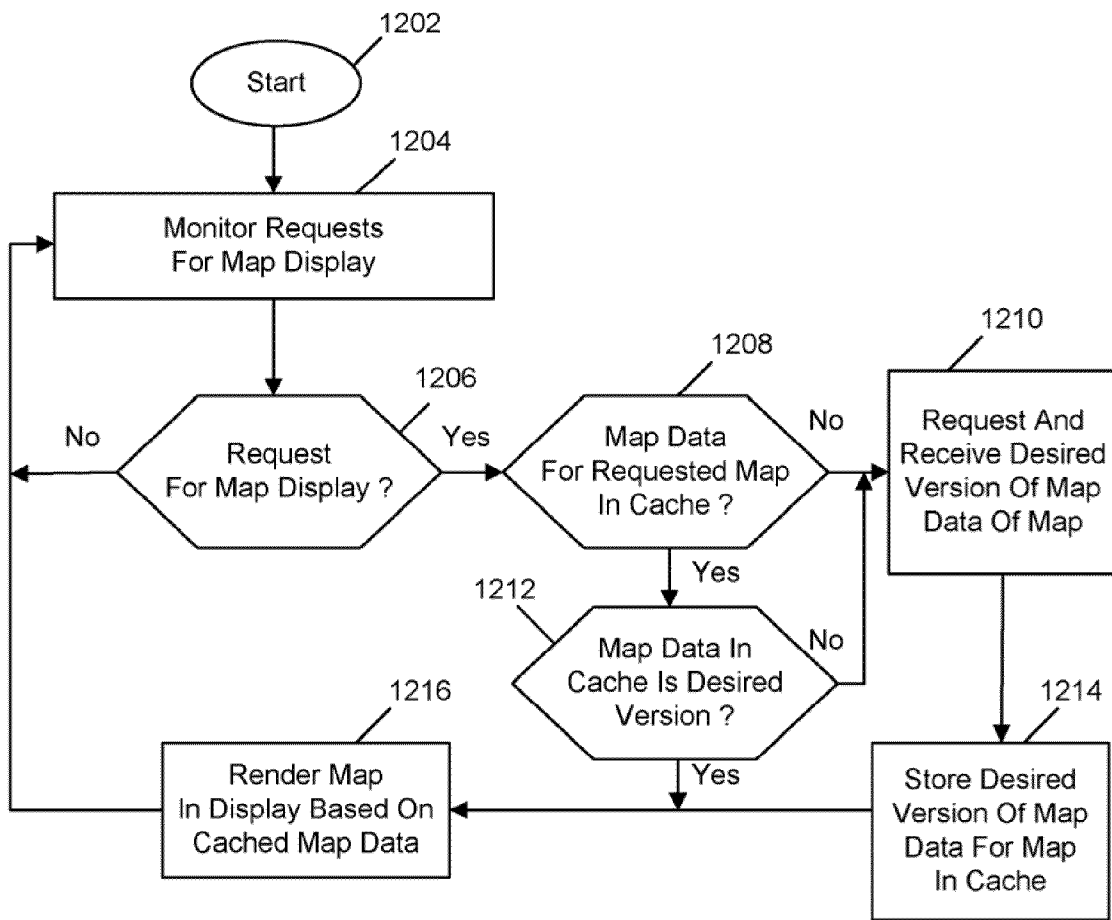 1202
Start
1204
Monitor Requests
For Map Display
1206
Request
For Map Display ?
No
Yes
1208
Map Data
For Requested Map
In Cache ?
No
Yes
1210
Request And
Receive Desired
Version Of Map
Data Of Map
1212
Map Data In
Cache Is Desired
Version ?
No
Yes
1214
Store Desired
Version Of Map
Data For Map
In Cache
1216
Render Map
In Display Based On
Cached Map Data